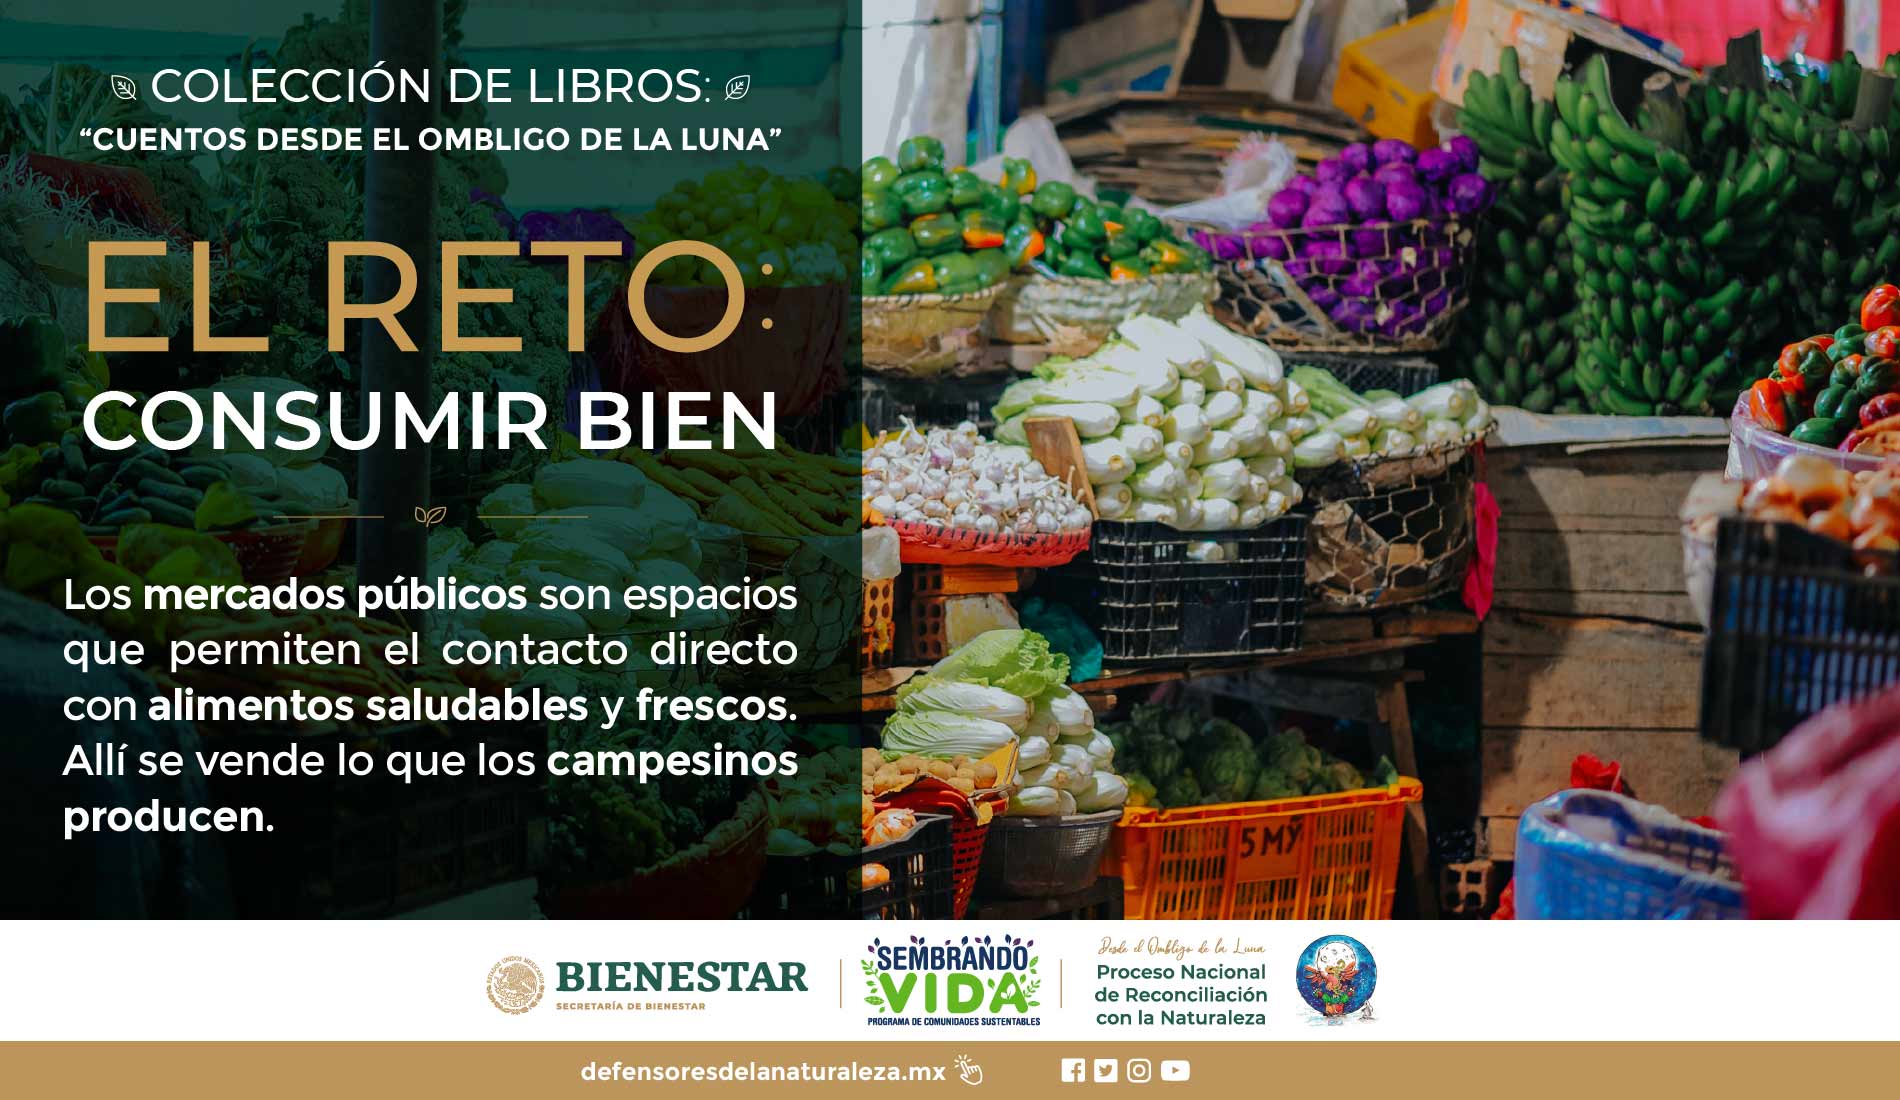 COLECCIÓN DE LIBROS:
“CUENTOS DESDE EL OMBLIGO DE LA LUNA”
EL RETO:
CONSUMIR BIEN
Los mercados públicos son espacios
que permiten el contacto directo
con alimentos saludables y frescos.
Allí se vende lo que los campesinos
producen.
5 MY
ESTADOS UNIDOS MEXICANOS
BIENESTAR
SECRETARÍA DE BIENESTAR
SEMBRANDO
VIDA
PROGRAMA DE COMUNIDADES SUSTENTABLES
Desde el Ombligo de la Luna
Proceso Nacional
de Reconciliación
con la Naturaleza
defensoresdelanaturaleza.mx